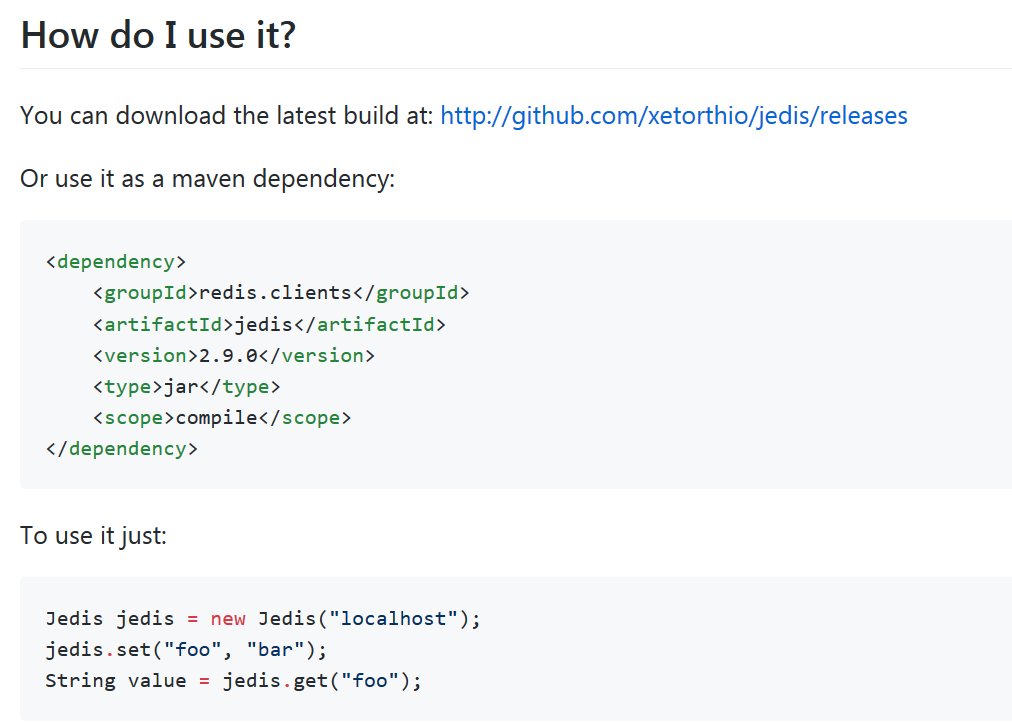 How do I use it?
You can download the latest build at: http://github.com/xetorthio/jedis/releases
Or use it as a maven dependency:
<dependency>
    <groupId>redis.clients</groupId>
    <artifactId>jedis</artifactId>
    <version>2.9.0</version>
    <type>jar</type>
    <scope>compile</scope>
</dependency>
To use it just:
Jedis jedis = new Jedis("localhost");
jedis.set("foo", "bar");
String value = jedis.get("foo");